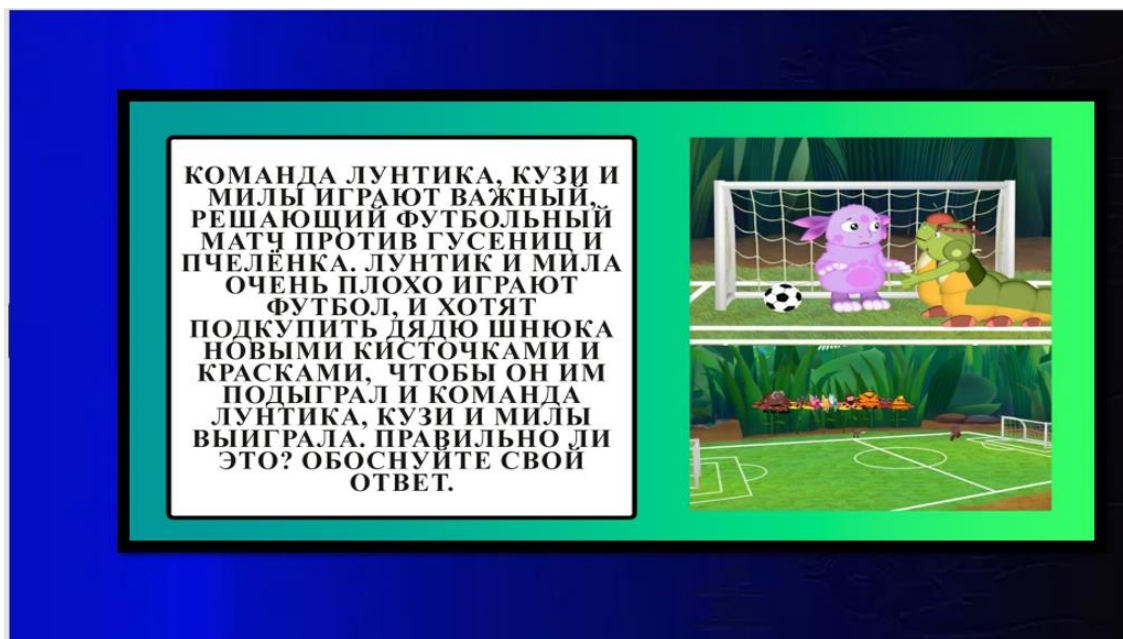 КОМАНДА ЛУНТИКА, КУЗИ И
МИЛЫ ИГРАЮТ ВАЖНЫЙ,
РЕШАЮЩИЙ ФУТБОЛЬНЫЙ
МАТЧ ПРОТИВ ГУСЕНИЦ И
ПЧЕЛЁНКА. ЛУНТИК И МИЛА
ОЧЕНЬ ПЛОХО ИГРАЮТ
ФУТБОЛ, И ХОТЯТ
ПОДКУПИТЬ ДЯДЮ ШНЮКА
НОВЫМИ КИСТОЧКАМИ И
КРАСКАМИ, ЧТОБЫ ОН ИМ
ПОДЫГРАЛ И КОМАНДА
ЛУНТИКА, КУЗИ И МИЛЫ
ВЫИГРАЛА. ПРАВИЛЬНО ЛИ
ЭТО? ОБОСНУЙТЕ СВОЙ
ОТВЕТ.